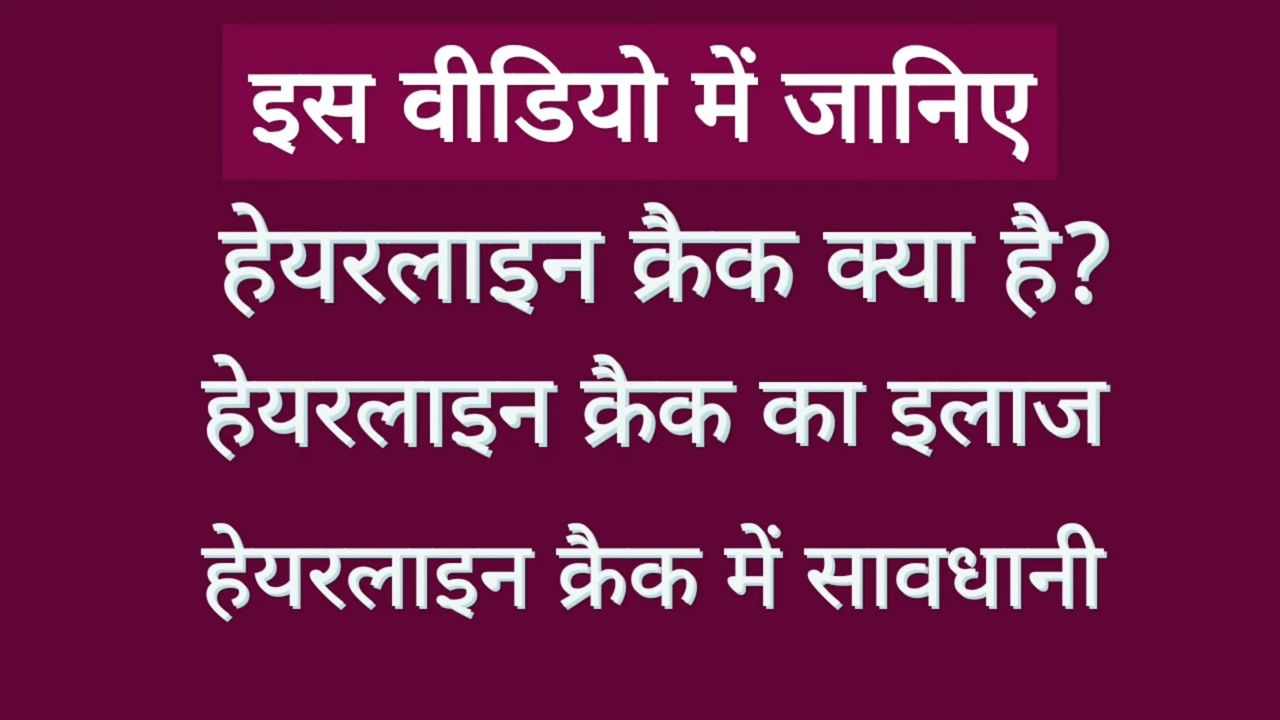 इस वीडियो में जानिए
हेयरलाइन क्रैक क्या है?
हेयरलाइन क्रैक का इलाज
हेयरलाइन क्रैक में सावधानी